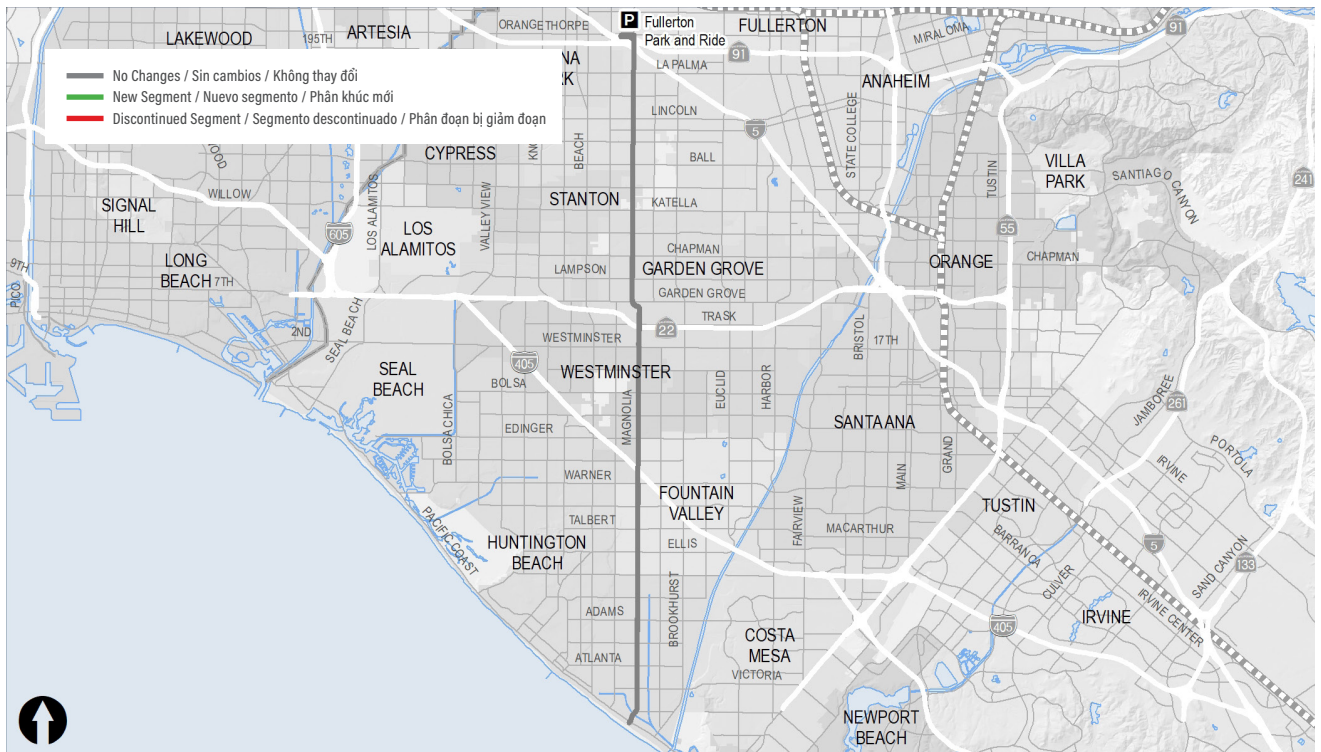 LAKEWOOD
195TH
ARTESIA
ORANGETHORPE
P
Fullerton
Park and Ride
FULLERTON
MIRALOMA
91
91
No Changes / Sin cambios / Không thay đổi
New Segment / Nuevo segmento / Phân khúc mới
Discontinued Segment / Segmento descontinuado / Phân đoạn bị giảm đoạn
NA
RK
LA PALMA
ANAHEIM
LINCOLN
5
STATE COLLEGE
CYPRESS
KN
BEACH
BALL
TUSTIN
VILLA
PARK
SANTIAGO CANYON
241
WOOD
WILLOW
SIGNAL
HILL
605
LOS ALAMITOS
LOS
ALAMITOS
VALLEY VIEW
STANTON
KATELLA
55
LONG
BEACH
7TH
9TH
PICO
2ND
LAMPSON
CHAPMAN
GARDEN GROVE
GARDEN GROVE
ORANGE
CHAPMAN
SEAL BEACH
TRASK
22
WESTMINSTER
BRISTOL
17TH
SEAL
BEACH
405
BOLSA
WESTMINSTER
EUCLID
HARBOR
JAMBOREE
261
BOLSA CHICA
EDINGER
MAGNOLIA
SANTA ANA
GRAND
MAIN
PORTOLA
IRVINE
WARNER
FOUNTAIN
VALLEY
TUSTIN
PACIFIC COAST
TALBERT
HUNTINGTON
BEACH
ELLIS
FAIRVIEW
MACARTHUR
BARRANCA
5
SAND CANYON
133
CULVER
ADAMS
BROOKHURST
COSTA
MESA
405
IRVINE
IRVINE CENTER
ATLANTA
VICTORIA
NEWPORT
BEACH